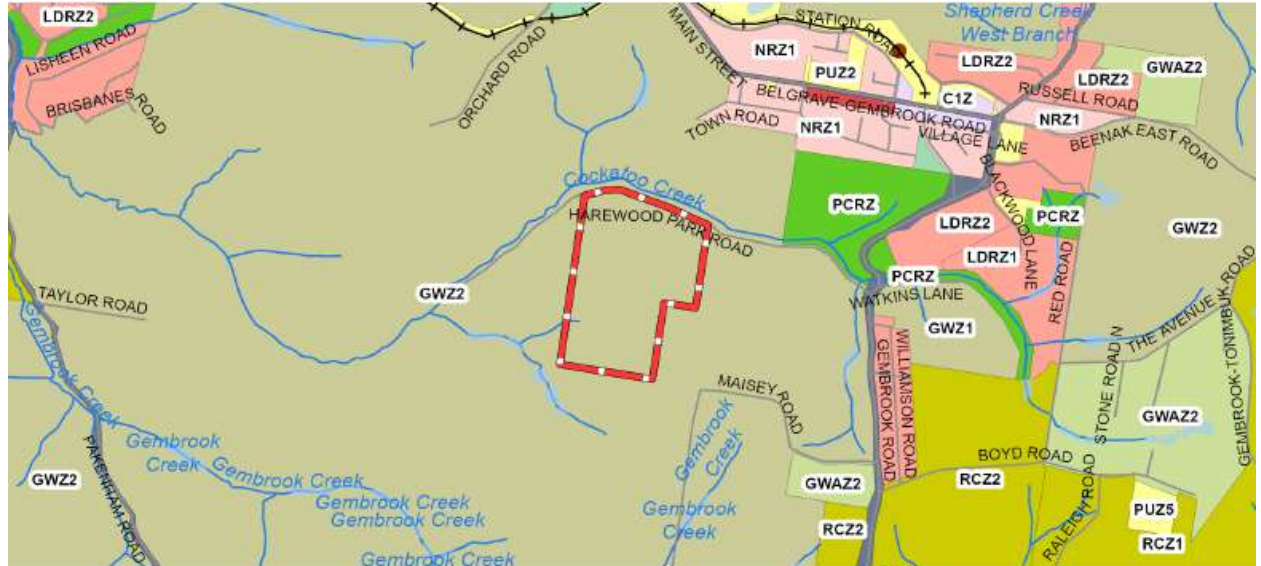 LDRZ2
LISHEEN ROAD
BRISBANES
ROAD
ORCHARD ROAD
MAIN STREET
STATION ROAD
Shepherd Creek
West Branch
NRZ1
PUZ2
LDRZ2
LDRZ2
GWAZ2
C1Z
RUSSELL ROAD
BELGRAVE-GEMBROOK ROAD
TOWN ROAD
NRZ1
NRZ1
VILLAGE LANE
BEENAK EAST ROAD
Cockatoo Creek
HAREWOOD PARK ROAD
PCRZ
BLACKWOOD LANE
LDRZ2
PCRZ
GWZ2
LDRZ1
PCRZ
RED ROAD
WATKINS LANE
GWZ2
TAYLOR ROAD
GWZ1
THE AVENUE ROAD
Gembrook Creek
WILLIAMSON ROAD
GEMBROOK ROAD
STONE ROAD N
GEMBROOK-TONIMBUK ROAD
MAISEY ROAD
GWAZ2
Gembrook
Creek
PAKENHAM ROAD
Gembrook Creek
Gembrook Creek
Gembrook Creek
Gembrook Creek
Gembrook
Creek
Gembrook
Creek
GWZ2
BOYD ROAD
GWAZ2
RCZ2
RALEIGH ROAD
PUZ5
RCZ2
RCZ1